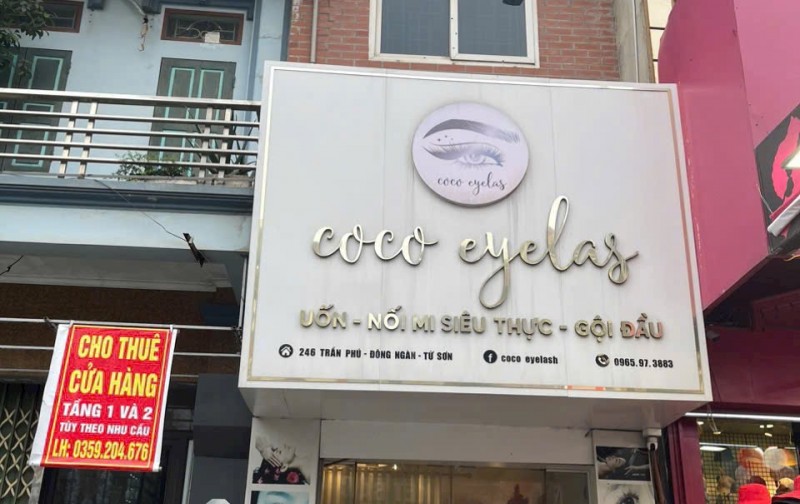 coco eyelas
coco eyelas
UỐN - NỐI MI SIÊU THỰC - GỘI ĐẦU
246 TRẦN PHÚ - ĐÔNG NGÀN - TỪ SƠN
coco eyelash
0965.97.3883
CHO THUÊ
CỬA HÀNG
TẦNG 1 VÀ 2
TÙY THEO NHU CẦU
LH: 0359.204.676